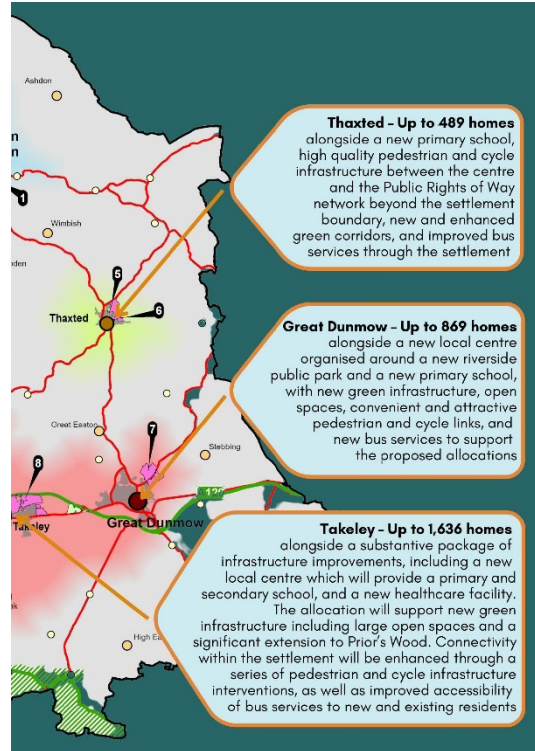 Ashdon
Thaxted - Up to 489 homes
alongside a new primary school,
high quality pedestrian and cycle
infrastructure between the centre
and the Public Rights of Way
network beyond the settlement
boundary, new and enhanced
green corridors, and improved bus
services through the settlement
n
n
1
Wimbish
den
5
6
Thaxted
Great Dunmow - Up to 869 homes
alongside a new local centre
organised around a new riverside
public park and a new primary school,
with new green infrastructure, open
spaces, convenient and attractive
pedestrian and cycle links, and
new bus services to support
the proposed allocations
Great Easton
7
Stebbing
8
120
Takeley
Great Dunmow
Takeley - Up to 1,636 homes
alongside a substantive package of
infrastructure improvements, including a new
local centre which will provide a primary and
secondary school, and a new healthcare facility.
The allocation will support new green
infrastructure including large open spaces and a
significant extension to Prior's Wood. Connectivity
within the settlement will be enhanced through a
series of pedestrian and cycle infrastructure
interventions, as well as improved accessibility
of bus services to new and existing residents
High Ea